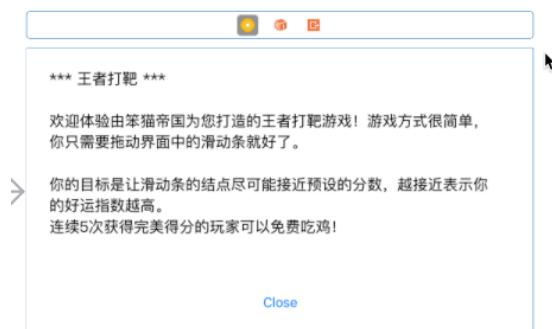 *** 王者打靶 ***
欢迎体验由笨猫帝国为您打造的王者打靶游戏！游戏方式很简单，
你只需要拖动界面中的滑动条就好了。
你的目标是让滑动条的结点尽可能接近预设的分数，越接近表示你
的好运指数越高。
连续5次获得完美得分的玩家可以免费吃鸡！
Close